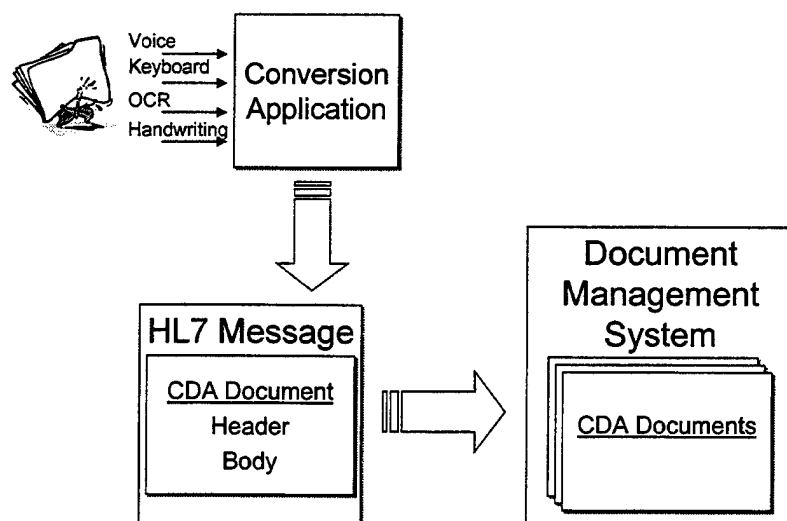 Voice
Keyboard
OCR
Handwriting
Conversion
Application
HL7 Message
CDA Document
Header
Body
Document
Management
System
CDA Documents